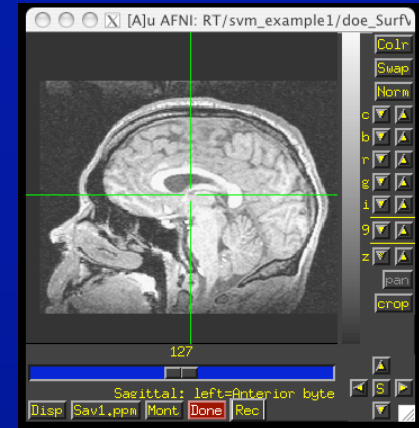 X [A]u AFNI: RT/svm_example1/doe_SurfV
Colr
Swap
Norm
c
b
r
g
i
9
z
pan
crop
127
Sagittal: left=Anterior byte
S
Disp Sav1.ppm Mont Done Rec